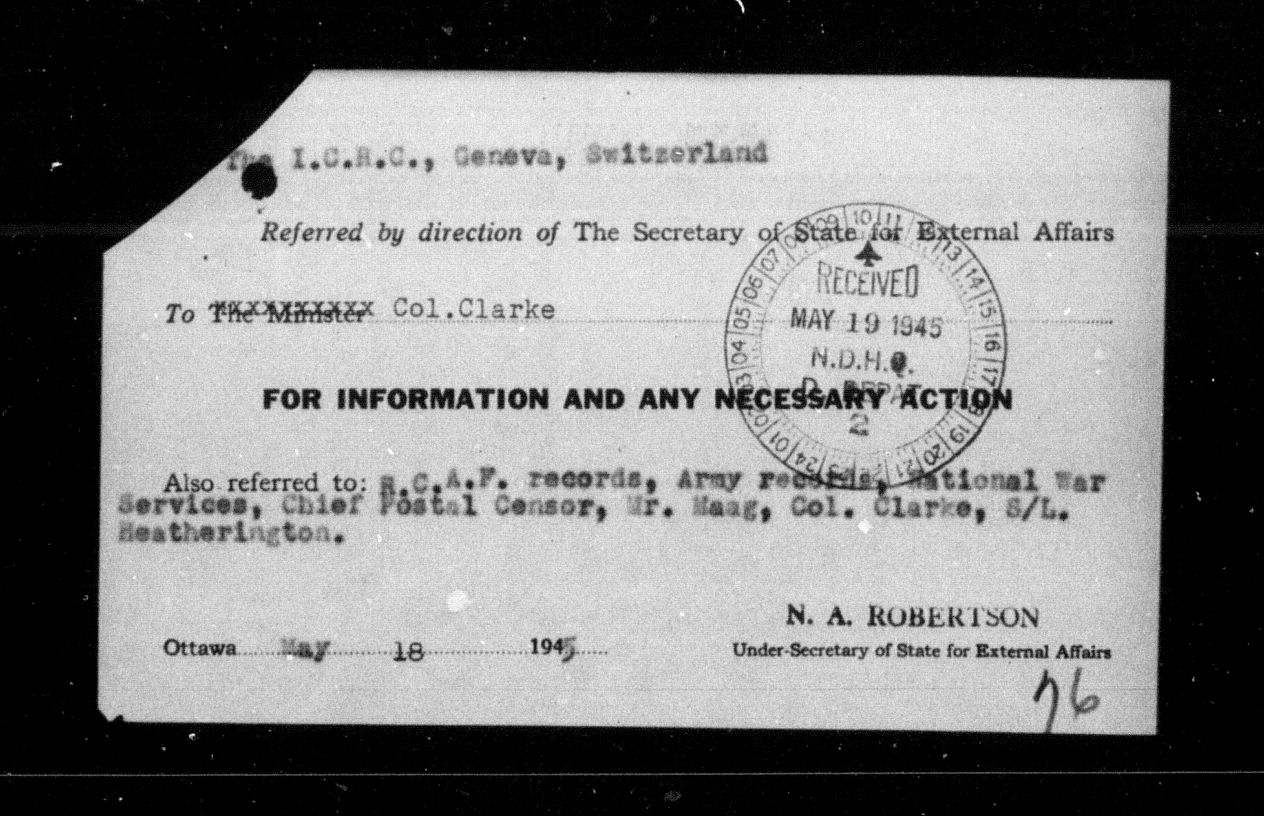 The I.C.R.C., Geneva, Switzerland
Referred by direction of The Secretary of State for External Affairs
To The Minister Col.Clarke
RECEIVED
MAY 19 1945
N.D.H.Q.
2
FOR INFORMATION AND ANY NECESSARY ACTION
Also referred to: R.C.A.F. records, Army records, National War
Services, Chief Postal Censor, Mr. Maag, Col. Clarke, S/L.
Heatherington.
N. A. ROBERTSON
Ottawa May 18 1945
Under-Secretary of State for External Affairs
76